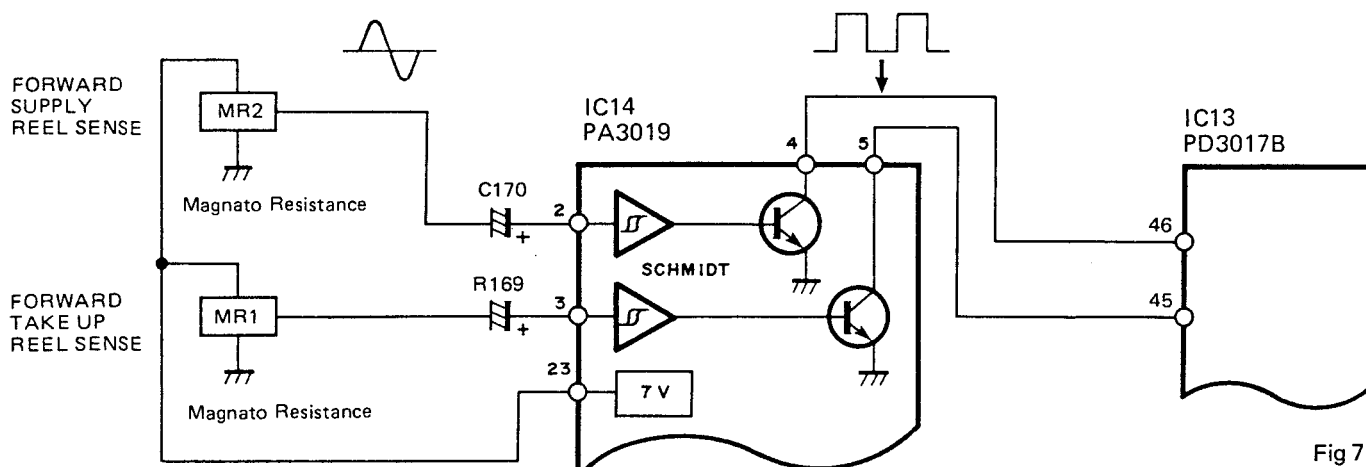 FORWARD
SUPPLY
REEL SENSE
MR2
Magnato Resistance
C170
+
2
IC14
PA3019
4
5
SCHMIDT
IC13
PD3017B
46
45
FORWARD
TAKE UP
REEL SENSE
MR1
Magnato Resistance
R169
+
3
23
7 V
Fig 7